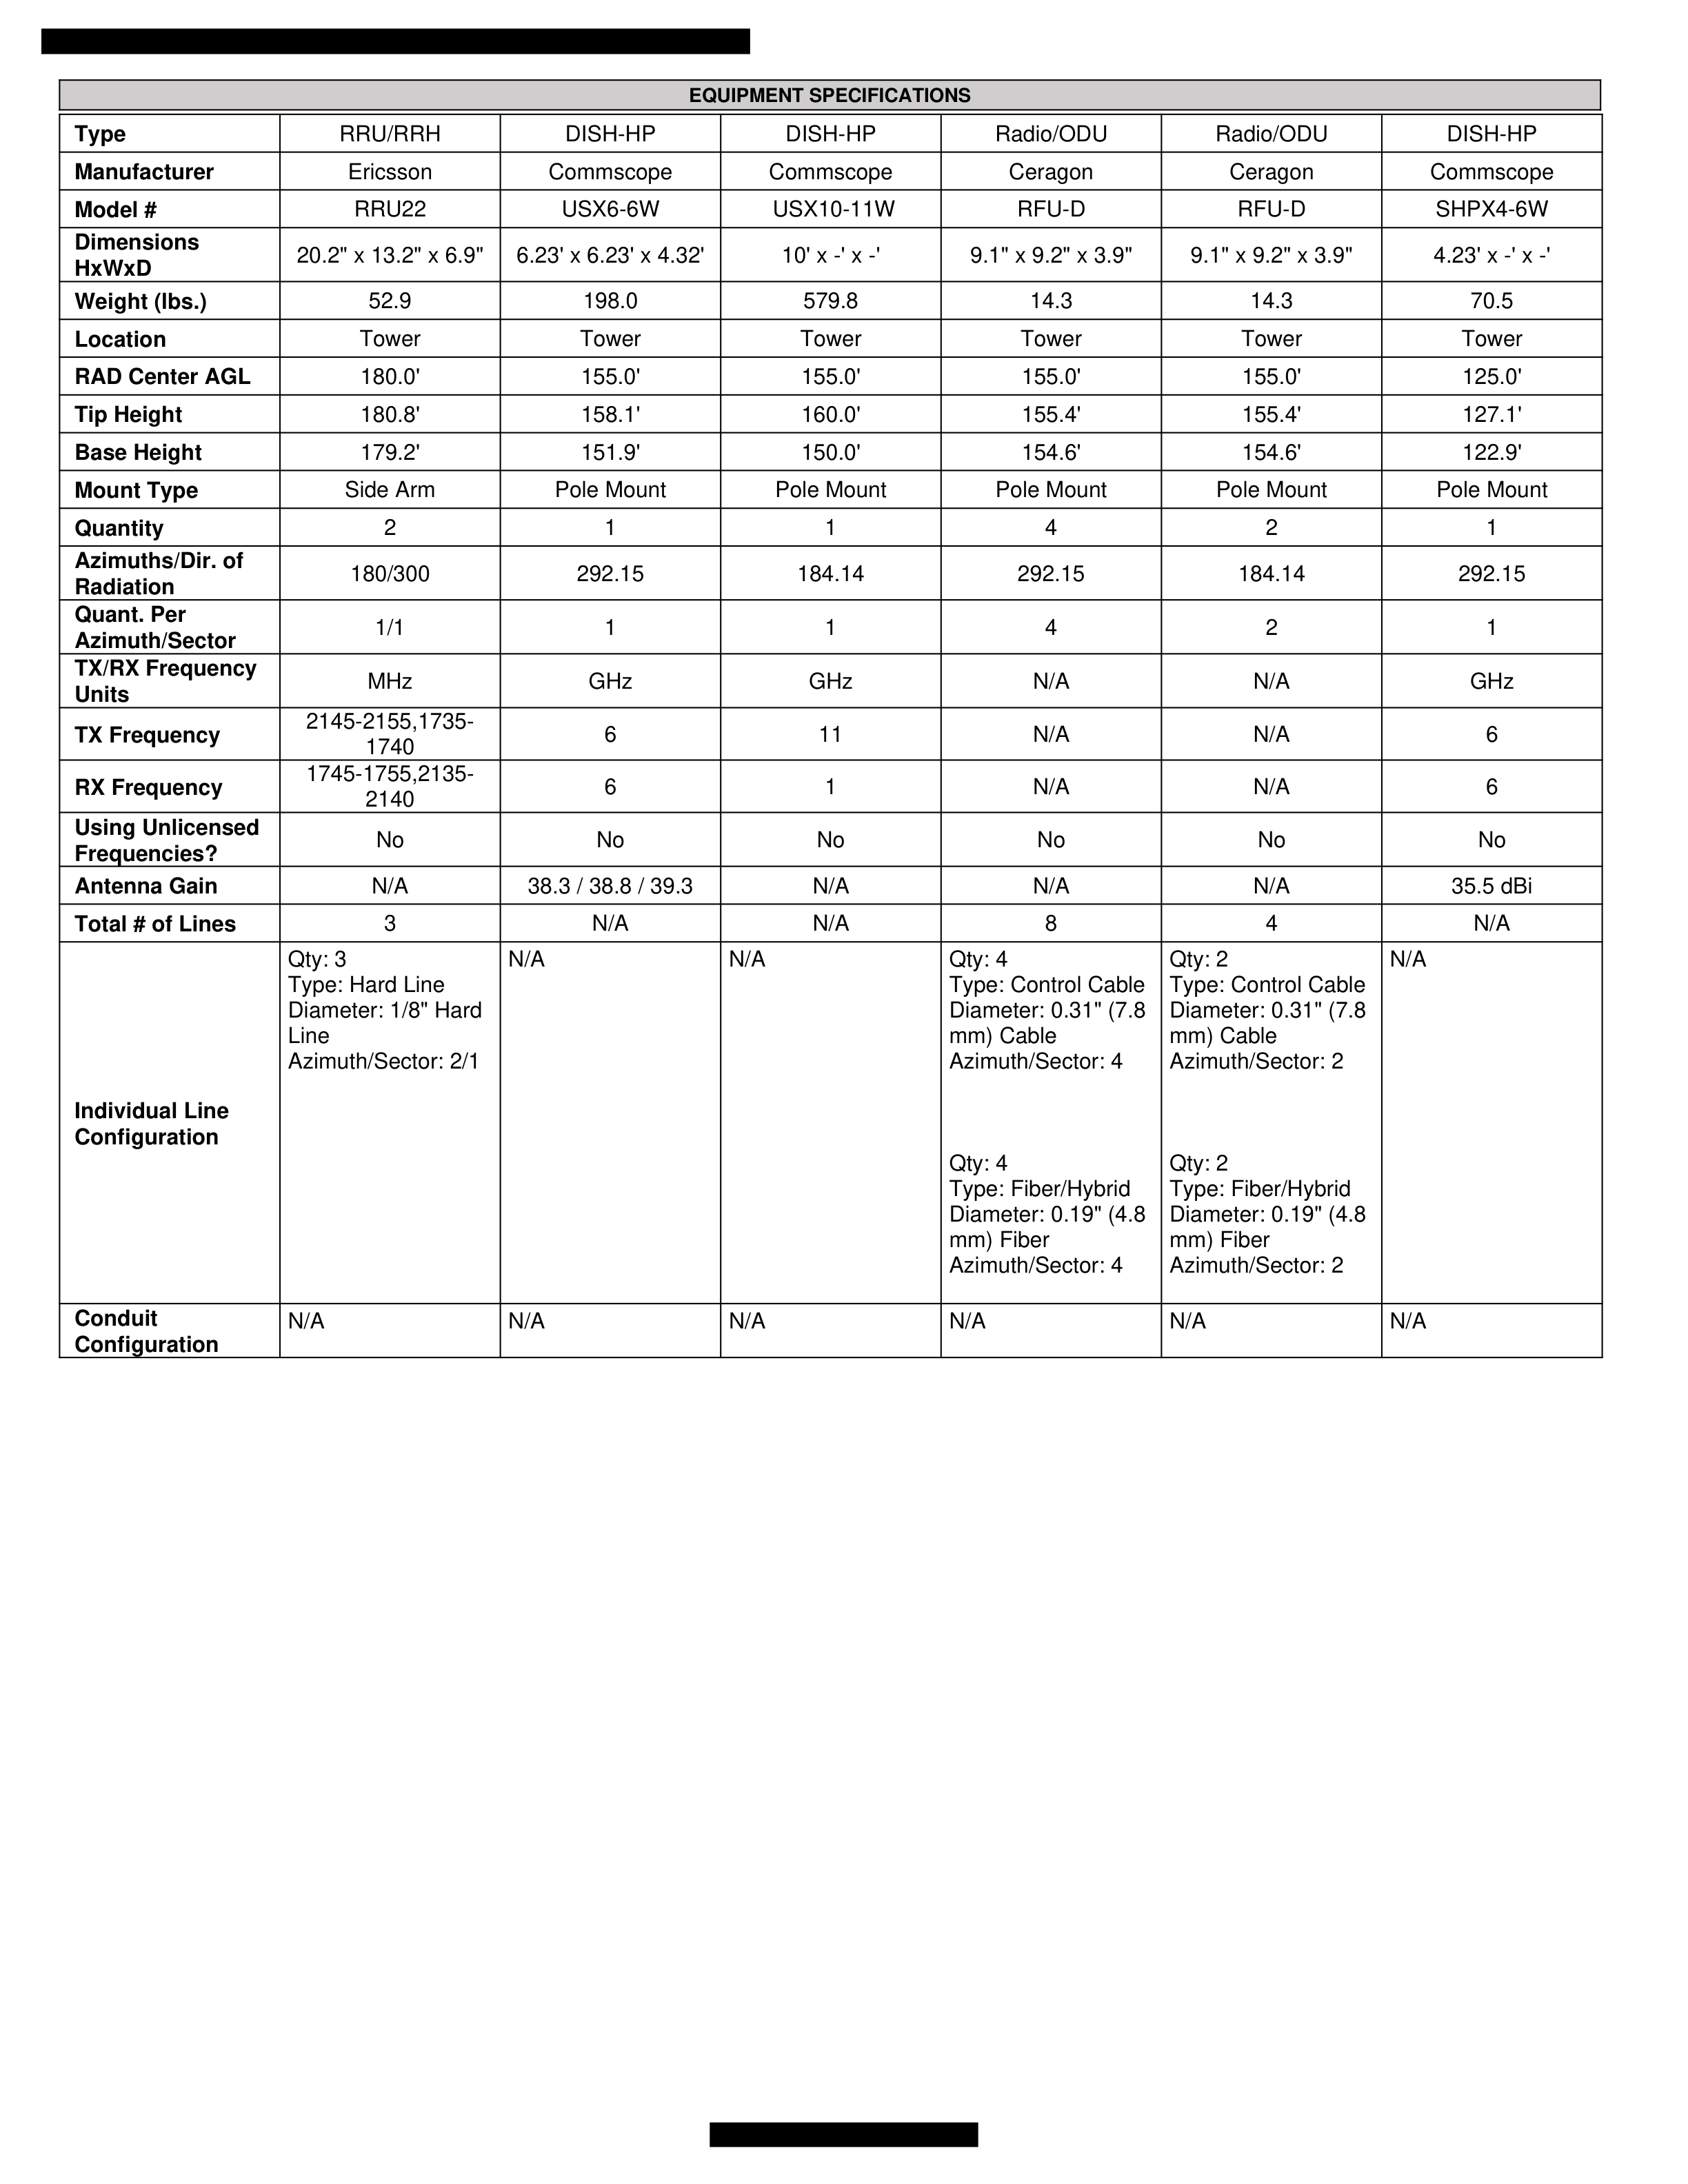 EQUIPMENT SPECIFICATIONS
Type RRU/RRH DISH-HP DISH-HP Radio/ODU Radio/ODU DISH-HP
Manufacturer Ericsson Commscope Commscope Ceragon Ceragon Commscope
Model # RRU22 USX6-6W USX10-11W RFU-D RFU-D SHPX4-6W
Dimensions HxWxD 20.2" x 13.2" x 6.9" 6.23' x 6.23' x 4.32' 10' x -' x -' 9.1" x 9.2" x 3.9" 9.1" x 9.2" x 3.9" 4.23' x -' x -'
Weight (lbs.) 52.9 198.0 579.8 14.3 14.3 70.5
Location Tower Tower Tower Tower Tower Tower
RAD Center AGL 180.0' 155.0' 155.0' 155.0' 155.0' 125.0'
Tip Height 180.8' 158.1' 160.0' 155.4' 155.4' 127.1'
Base Height 179.2' 151.9' 150.0' 154.6' 154.6' 122.9'
Mount Type Side Arm Pole Mount Pole Mount Pole Mount Pole Mount Pole Mount
Quantity 2 1 1 4 2 1
Azimuths/Dir. of Radiation 180/300 292.15 184.14 292.15 184.14 292.15
Quant. Per Azimuth/Sector 1/1 1 1 4 2 1
TX/RX Frequency Units MHz GHz GHz N/A N/A GHz
TX Frequency 2145-2155,1735-1740 6 11 N/A N/A 6
RX Frequency 1745-1755,2135-2140 6 1 N/A N/A 6
Using Unlicensed Frequencies? No No No No No No
Antenna Gain N/A 38.3 / 38.8 / 39.3 N/A N/A N/A 35.5 dBi
Total # of Lines 3 N/A N/A 8 4 N/A
Individual Line Configuration
Qty: 3
Type: Hard Line
Diameter: 1/8" Hard
Line
Azimuth/Sector: 2/1
N/A
N/A
Qty: 4
Type: Control Cable
Diameter: 0.31" (7.8
mm) Cable
Azimuth/Sector: 4
Qty: 4
Type: Fiber/Hybrid
Diameter: 0.19" (4.8
mm) Fiber
Azimuth/Sector: 4
Qty: 2
Type: Control Cable
Diameter: 0.31" (7.8
mm) Cable
Azimuth/Sector: 2
Qty: 2
Type: Fiber/Hybrid
Diameter: 0.19" (4.8
mm) Fiber
Azimuth/Sector: 2
N/A
Conduit Configuration N/A N/A N/A N/A N/A N/A